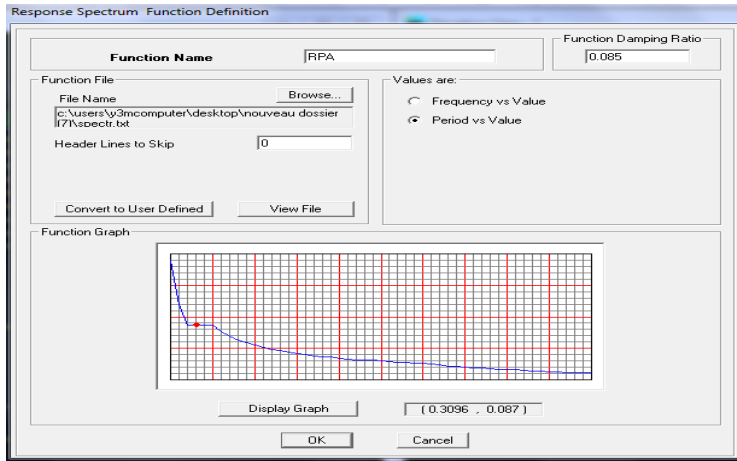 Response Spectrum Function Definition
Function Damping Ratio
Function Name
RPA
0.085
Function File
Values are:
File Name
Browse...
Frequency vs Value
c:\users\y3mcomputer\desktop\nouveau dossier
[7]\spectr.txt
Period vs Value
Header Lines to Skip
0
Convert to User Defined
View File
Function Graph
Display Graph
( 0.3096 , 0.087 )
OK
Cancel